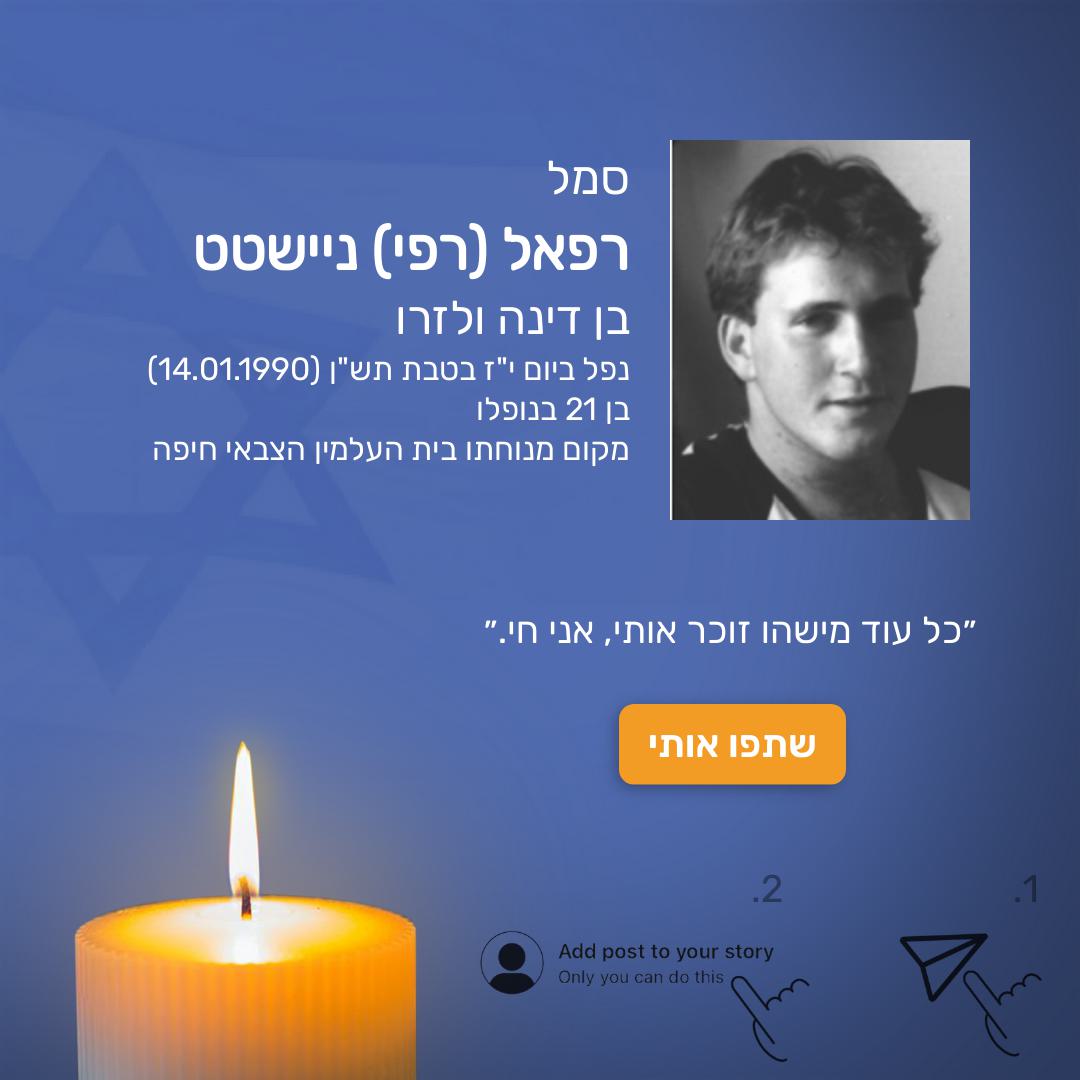 סמל
רפאל (רפי) ניישטט
בן דינה ולזרו
נפל ביום י"ז בטבת תש"ן (14.01.1990)
בן 21 בנופלו
מקום מנוחתו בית העלמין הצבאי חיפה
״כל עוד מישהו זוכר אותי, אני חי.״
שתפו אותי
1.
2.
Add post to your story
Only you can do this